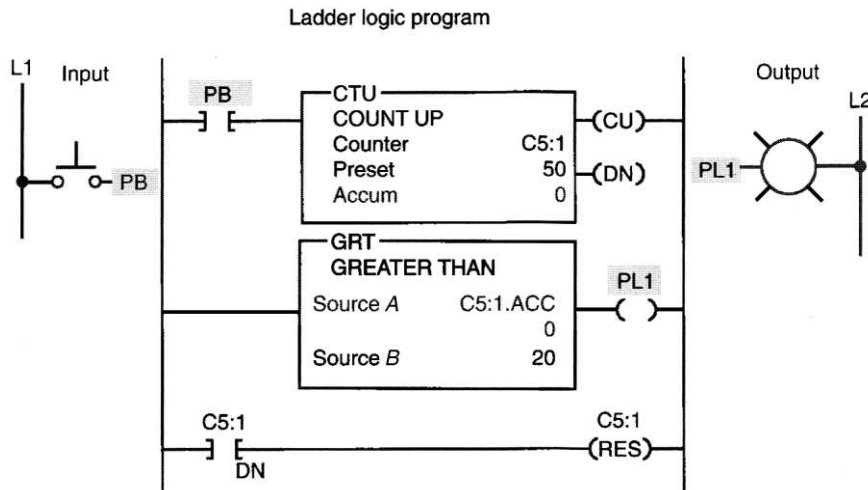 Ladder logic program
L1
Input
Output
L2
PB
PB
CTU
COUNT UP
Counter C5:1
Preset 50
Accum 0
(CU)
(DN)
PL1
GRT
GREATER THAN
Source A C5:1.ACC
0
Source B 20
PL1
C5:1
DN
C5:1
(RES)